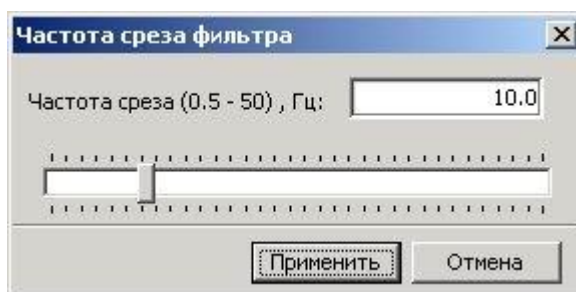 Частота среза фильтра
Частота среза (0.5 - 50) , Гц: 10.0
Применить Отмена